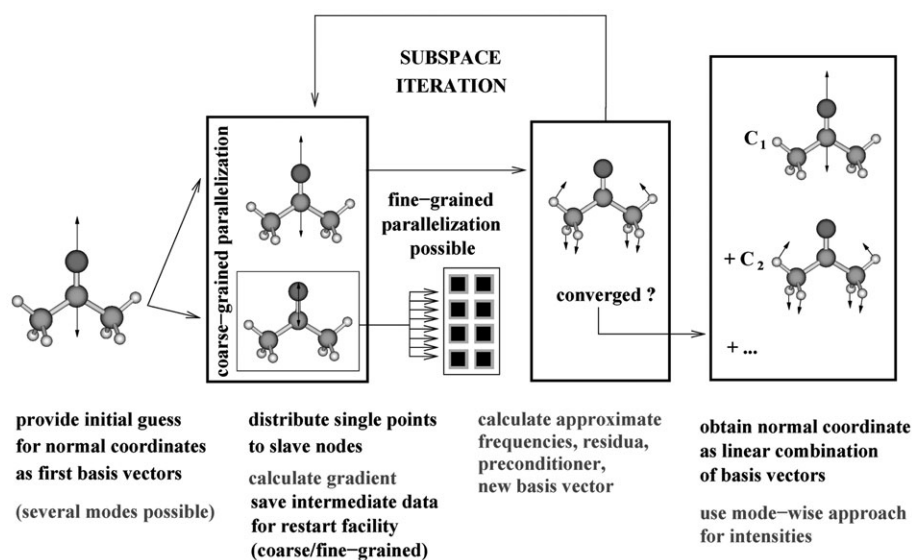 SUBSPACE
ITERATION
coarse−grained parallelization
fine−grained
parallelization
possible
converged ?
C1
+ C2
+ ...
provide initial guess
for normal coordinates
as first basis vectors
(several modes possible)
distribute single points
to slave nodes
calculate gradient
save intermediate data
for restart facility
(coarse/fine−grained)
calculate approximate
frequencies, residua,
preconditioner,
new basis vector
obtain normal coordinate
as linear combination
of basis vectors
use mode−wise approach
for intensities